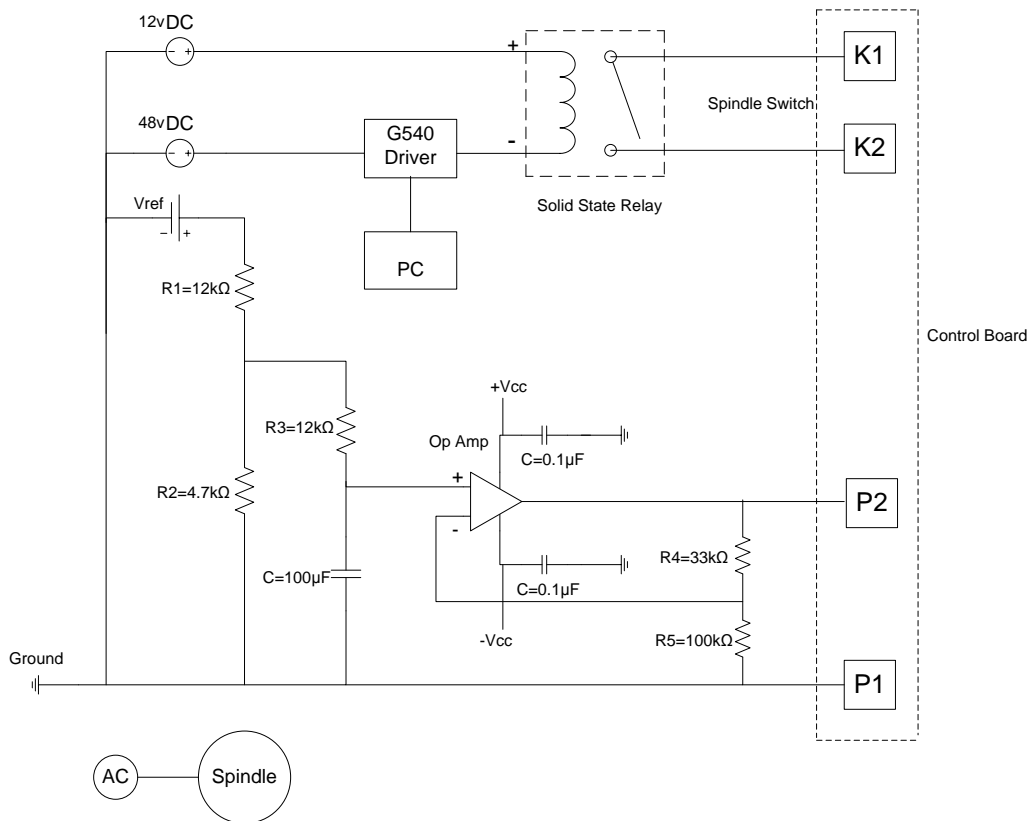 12vDC
+
K1
- +
Spindle Switch
48vDC
G540
Driver
-
K2
- +
Solid State Relay
Vref
- +
PC
R1=12kΩ
Control Board
+Vcc
R3=12kΩ
Op Amp
C=0.1µF
+
R2=4.7kΩ
P2
-
R4=33kΩ
C=100µF
C=0.1µF
-Vcc
R5=100kΩ
Ground
P1
AC
Spindle